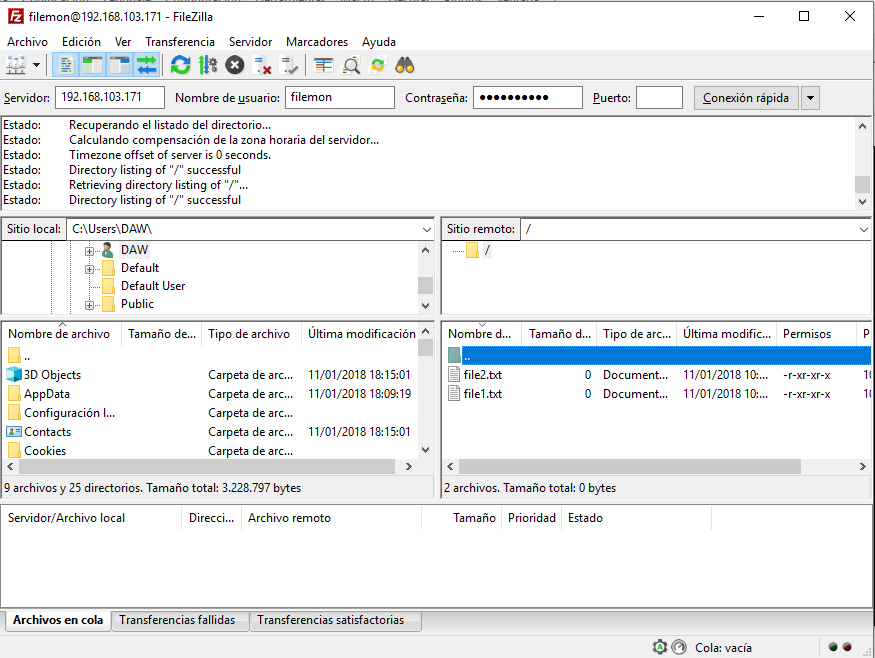 filemon@192.168.103.171 - FileZilla
Archivo Edición Ver Transferencia Servidor Marcadores Ayuda
Servidor: 192.168.103.171 Nombre de usuario: filemon Contraseña: ●●●●●●●●●● Puerto: Conexión rápida
Estado: Recuperando el listado del directorio...
Estado: Calculando compensación de la zona horaria del servidor...
Estado: Timezone offset of server is 0 seconds.
Estado: Directory listing of "/" successful
Estado: Retrieving directory listing of "/"...
Estado: Directory listing of "/" successful
Sitio local: C:\Users\DAW\ Sitio remoto: /
DAW /
Default
Default User
Public
Nombre de archivo Tamaño de... Tipo de archivo Última modificación Nombre d... Tamaño d... Tipo de arc... Última modific... Permisos P
.. ..
3D Objects Carpeta de arc... 11/01/2018 18:15:01 file2.txt 0 Document... 11/01/2018 10:... -r-xr-xr-x 10
AppData Carpeta de arc... 11/01/2018 18:09:19 file1.txt 0 Document... 11/01/2018 10:... -r-xr-xr-x 10
Configuración l... Carpeta de arc...
Contacts Carpeta de arc... 11/01/2018 18:15:01
Cookies Carpeta de arc...
9 archivos y 25 directorios. Tamaño total: 3.228.797 bytes 2 archivos. Tamaño total: 0 bytes
Servidor/Archivo local Direcci... Archivo remoto Tamaño Prioridad Estado
Archivos en cola Transferencias fallidas Transferencias satisfactorias
Cola: vacía